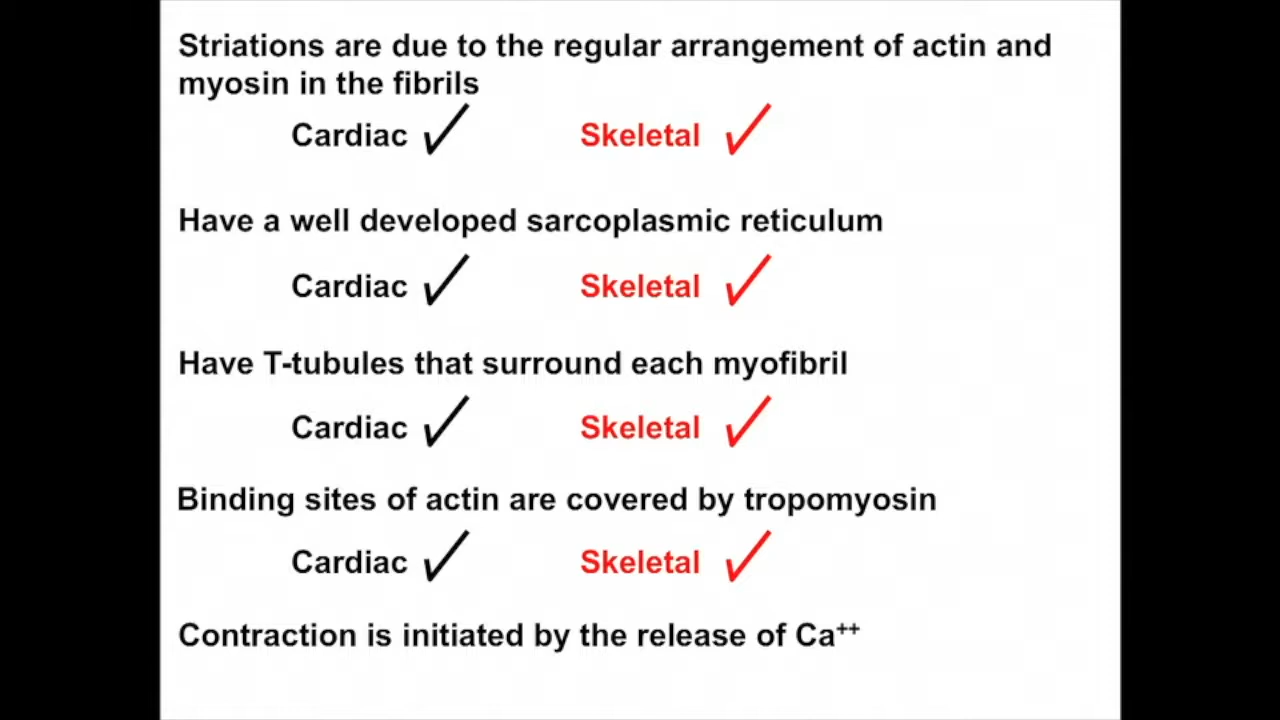 Striations are due to the regular arrangement of actin and
myosin in the fibrils
Cardiac ✓ Skeletal ✓
Have a well developed sarcoplasmic reticulum
Cardiac ✓ Skeletal ✓
Have T-tubules that surround each myofibril
Cardiac ✓ Skeletal ✓
Binding sites of actin are covered by tropomyosin
Cardiac ✓ Skeletal ✓
Contraction is initiated by the release of Ca⁺⁺